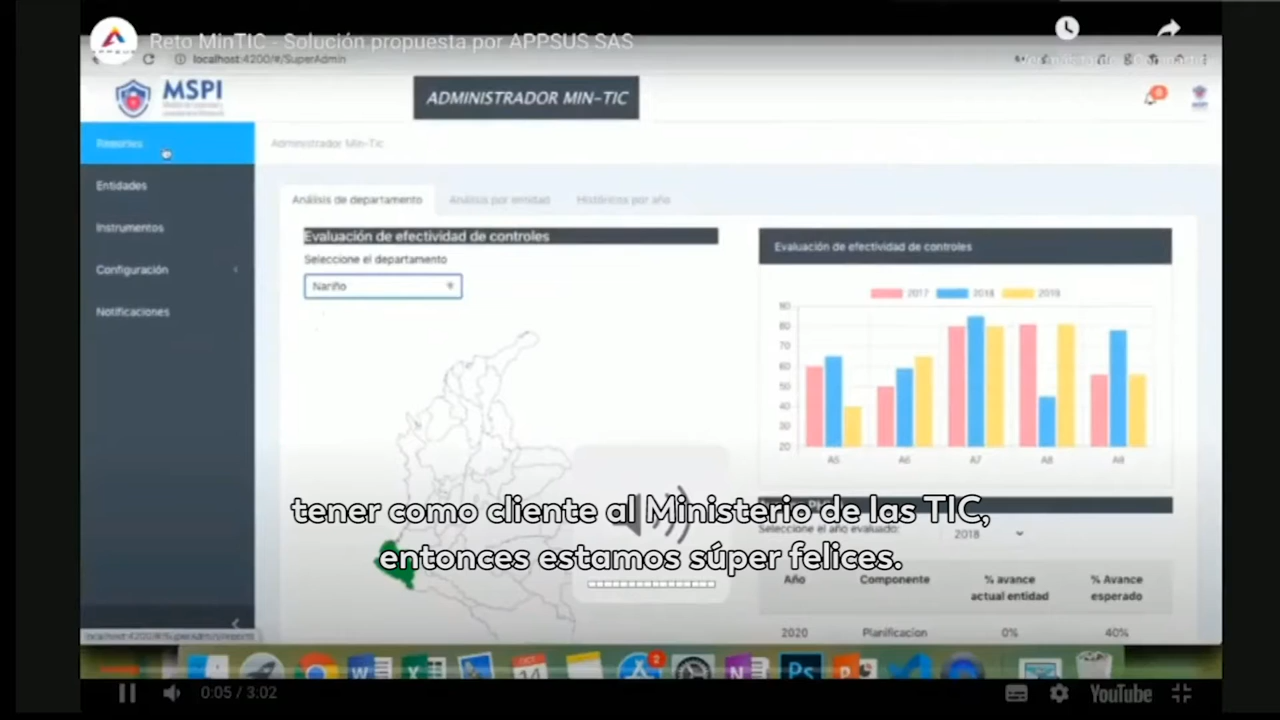 Reto MinTIC - Solución propuesta por APPSUS SAS
localhost:4200/#/SuperAdmin
MSPI
ADMINISTRADOR MIN-TIC
Reportes
Administrador Min-Tic
Entidades
Instrumentos
Configuración
Notificaciones
Análisis de departamento
Análisis por entidad
Históricos por año
Evaluación de efectividad de controles
Seleccione el departamento
Nariño
Evaluación de efectividad de controles
2017 2018 2019
90
80
70
60
50
40
30
20
A5 A6 A7 A8 A9
tener como cliente al Ministerio de las TIC,
entonces estamos súper felices.
Seleccione el año evaluado:
2018
Año Componente % avance actual entidad % Avance esperado
2020 Planificacion 0% 40%
0:05 / 3:02
YouTube